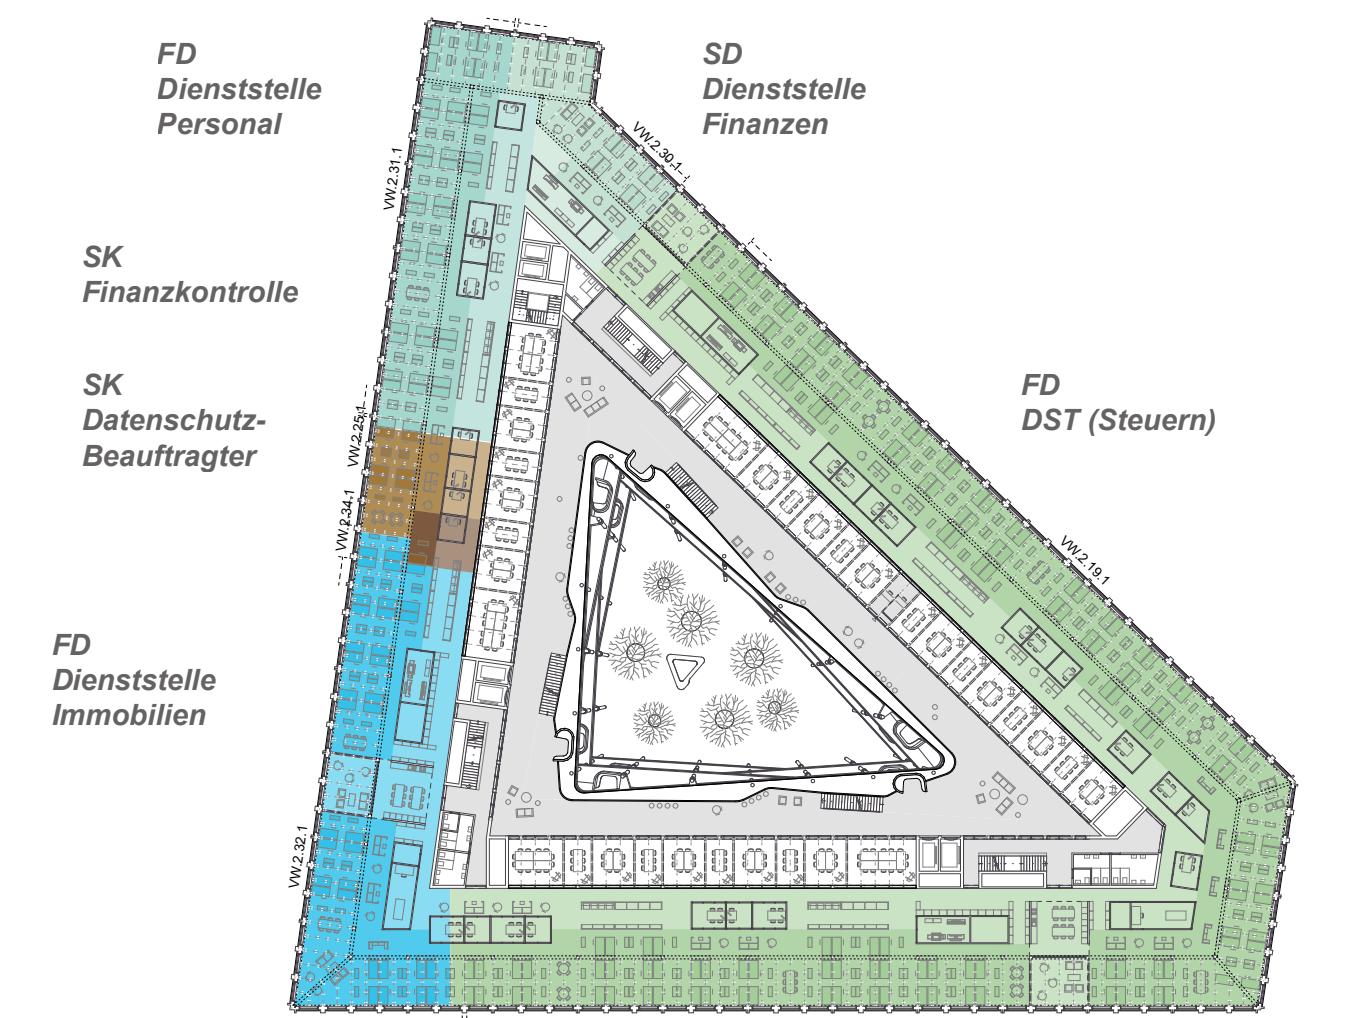 FD
Dienststelle
Personal
SD
Dienststelle
Finanzen
VW.2.30.1
VW.2.31.1
SK
Finanzkontrolle
SK
Datenschutz-
Beauftragter
FD
DST (Steuern)
VW.2.25.1
VW.2.34.1
VW.2.19.1
FD
Dienststelle
Immobilien
VW.2.32.1